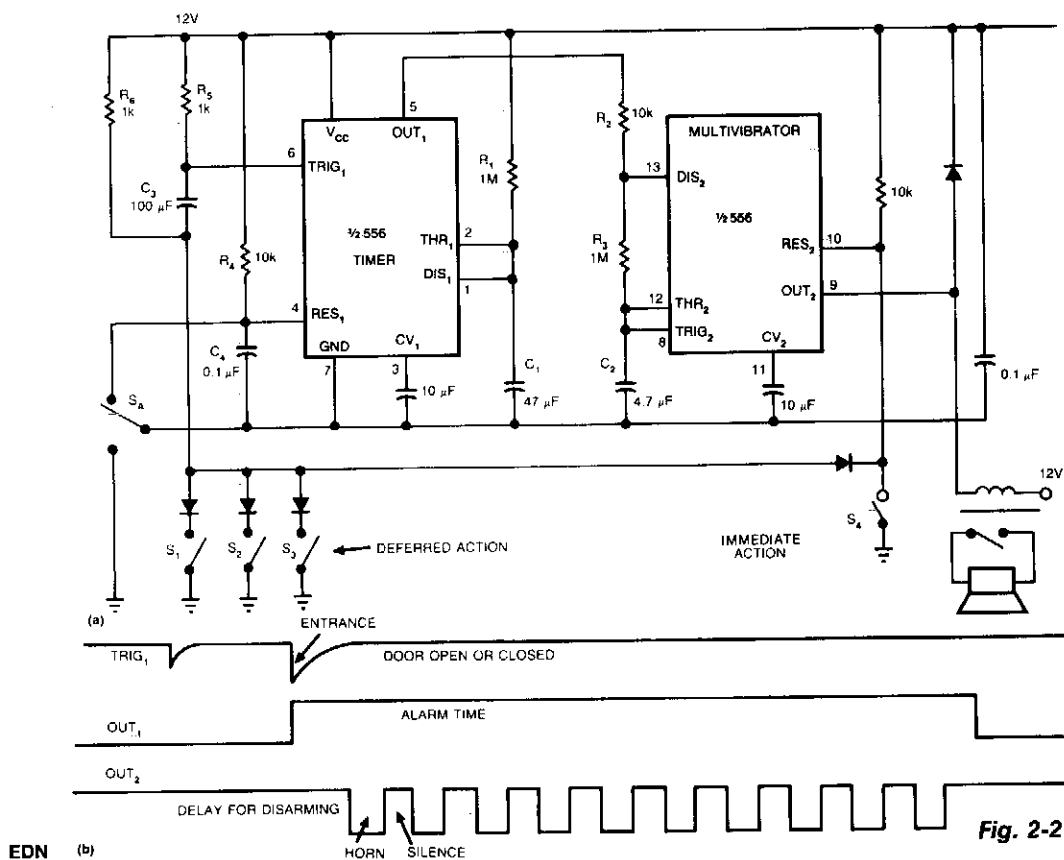 12V
R6
1k
R5
1k
5
R2
10k
MULTIVIBRATOR
VCC
OUT1
6
TRIG1
R1
1M
13
DIS2
10k
C3
100 µF
½ 556
TIMER
2
THR1
R3
1M
½ 556
10
RES2
R4
10k
DIS1
1
9
OUT2
4
RES1
12
THR2
TRIG2
8
GND
CV1
CV2
C4
0.1 µF
7
3
10 µF
C1
47 µF
C2
4.7 µF
11
10 µF
0.1 µF
Sa
12V
S1
S2
S3
DEFERRED ACTION
IMMEDIATE
ACTION
S4
(a)
ENTRANCE
TRIG1
DOOR OPEN OR CLOSED
OUT1
ALARM TIME
OUT2
DELAY FOR DISARMING
Fig. 2-2
EDN
(b)
HORN
SILENCE